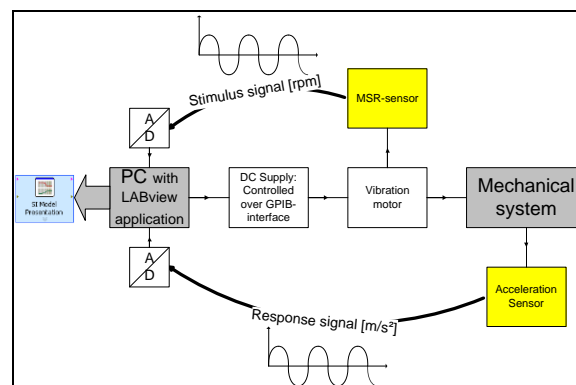 Stimulus signal [rpm]
MSR-sensor
A
D
SI Model
Presentation
PC with
LABview
application
DC Supply:
Controlled
over GPIB-
interface
Vibration
motor
Mechanical
system
A
D
Acceleration
Sensor
Response signal [m/s²]